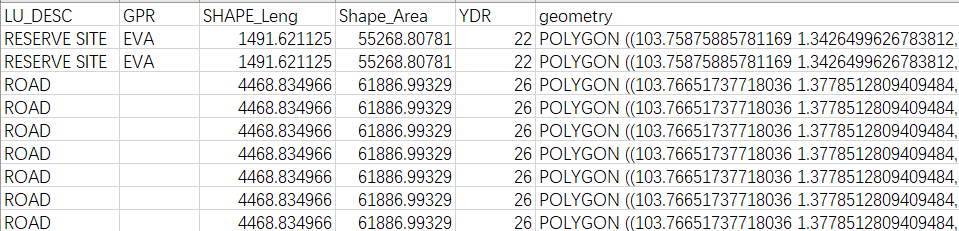 LU_DESC GPR SHAPE_Leng Shape_Area YDR geometry
RESERVE SITE EVA 1491.621125 55268.80781 22 POLYGON ((103.75875885781169 1.3426499626783812,
RESERVE SITE EVA 1491.621125 55268.80781 22 POLYGON ((103.75875885781169 1.3426499626783812,
ROAD 4468.834966 61886.99329 26 POLYGON ((103.76651737718036 1.3778512809409484,
ROAD 4468.834966 61886.99329 26 POLYGON ((103.76651737718036 1.3778512809409484,
ROAD 4468.834966 61886.99329 26 POLYGON ((103.76651737718036 1.3778512809409484,
ROAD 4468.834966 61886.99329 26 POLYGON ((103.76651737718036 1.3778512809409484,
ROAD 4468.834966 61886.99329 26 POLYGON ((103.76651737718036 1.3778512809409484,
ROAD 4468.834966 61886.99329 26 POLYGON ((103.76651737718036 1.3778512809409484,
ROAD 4468.834966 61886.99329 26 POLYGON ((103.76651737718036 1.3778512809409484,